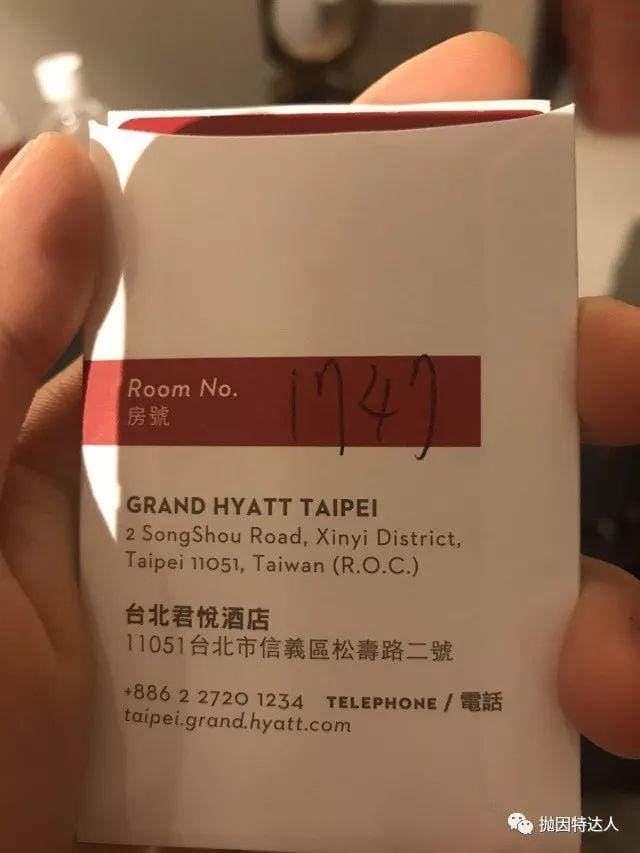 Room No.
房號
1747
GRAND HYATT TAIPEI
2 SongShou Road, Xinyi District,
Taipei 11051, Taiwan (R.O.C.)
台北君悅酒店
11051台北市信義區松壽路二號
+886 2 2720 1234 TELEPHONE / 電話
taipei.grand.hyatt.com
抛因特达人